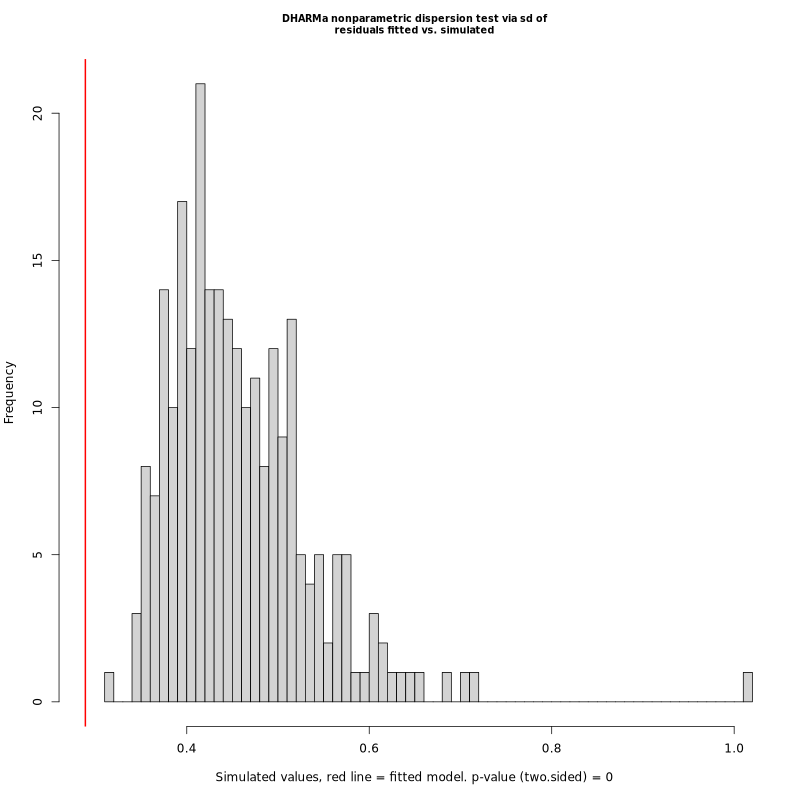 DHARMa nonparametric dispersion test via sd of
residuals fitted vs. simulated
20
15
10
5
0
Frequency
0.4 0.6 0.8 1.0
Simulated values, red line = fitted model. p-value (two.sided) = 0